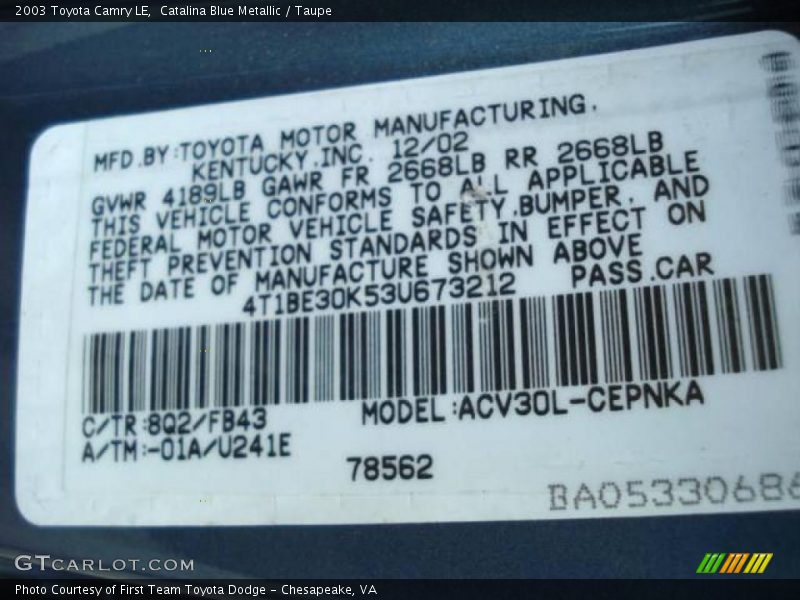 2003 Toyota Camry LE,  Catalina Blue Metallic / Taupe
MFD.BY:TOYOTA MOTOR MANUFACTURING,
KENTUCKY,INC. 12/02
GVWR 4189LB GAWR FR 2668LB RR 2668LB
THIS VEHICLE CONFORMS TO ALL APPLICABLE
FEDERAL MOTOR VEHICLE SAFETY,BUMPER, AND
THEFT PREVENTION STANDARDS IN EFFECT ON
THE DATE OF MANUFACTURE SHOWN ABOVE
4T1BE30K53U673212 PASS.CAR
C/TR:8Q2/FB43 MODEL:ACV30L-CEPNKA
A/TM:-01A/U241E
78562
BA05330686
GTCARLOT.COM
Photo Courtesy of First Team Toyota Dodge – Chesapeake, VA